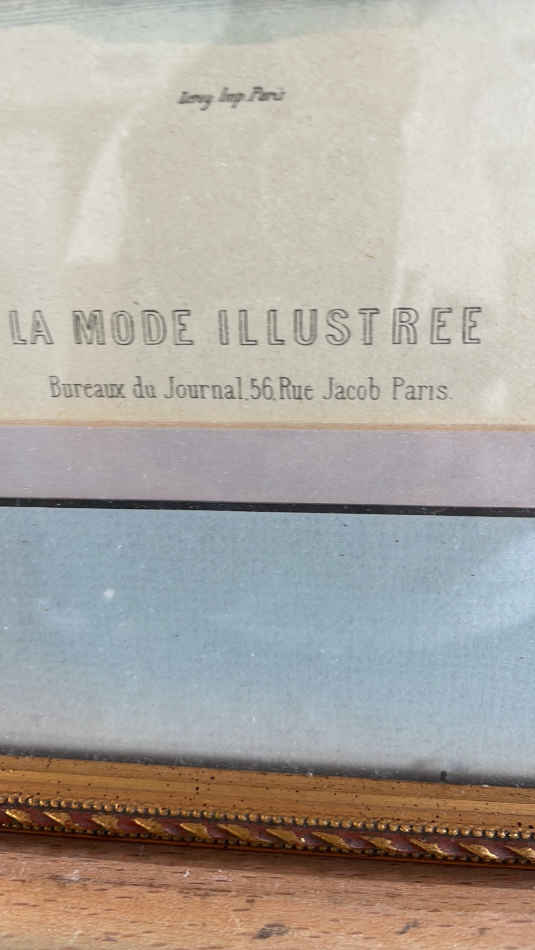 Imp. Paris
LA MODE ILLUSTREE
Bureaux du Journal, 56, Rue Jacob Paris.